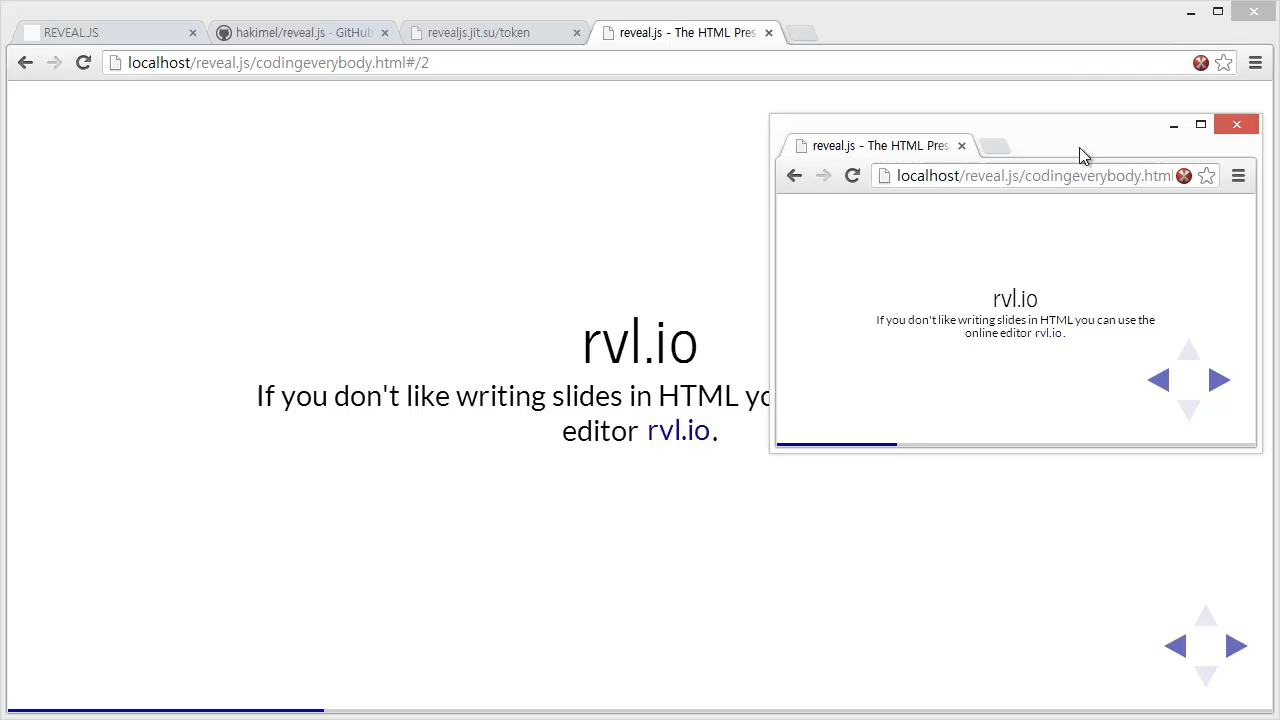 REVEAL.JS
hakimel/reveal.js · GitHub
revealjs.jit.su/token
reveal.js - The HTML Pres
localhost/reveal.js/codingeverybody.html#/2
rvl.io
If you don't like writing slides in HTML yo
editor rvl.io.
reveal.js - The HTML Pres
localhost/reveal.js/codingeverybody.html
rvl.io
If you don't like writing slides in HTML you can use the
online editor rvl.io.